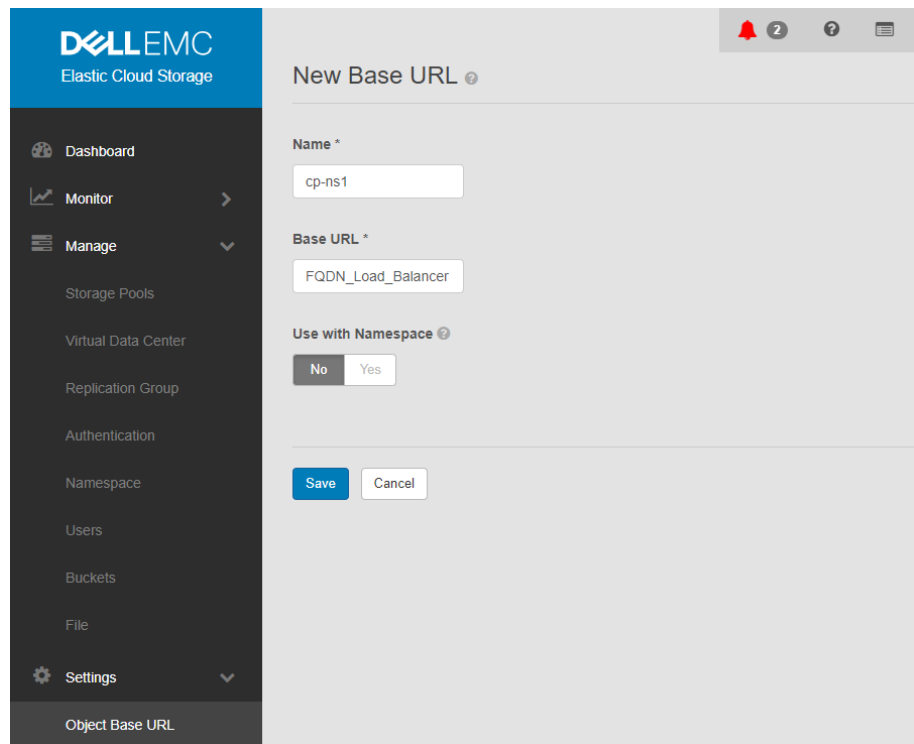 DELLEMC
Elastic Cloud Storage
2
New Base URL
Dashboard
Monitor
Manage
Storage Pools
Virtual Data Center
Replication Group
Authentication
Namespace
Users
Buckets
File
Settings
Object Base URL
Name *
cp-ns1
Base URL *
FQDN_Load_Balancer
Use with Namespace
No Yes
Save Cancel